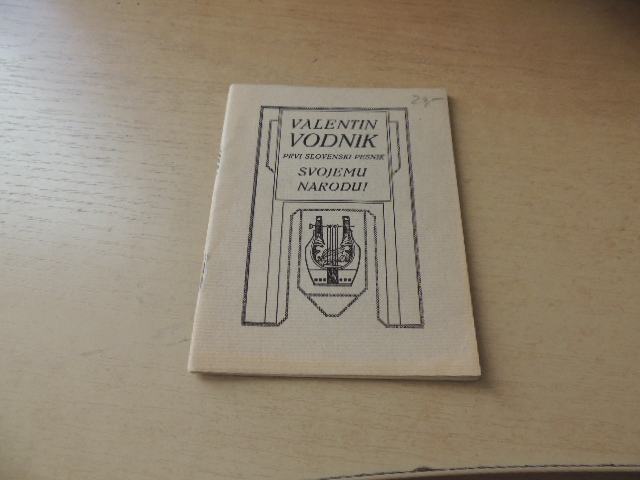 VALENTIN
VODNIK
PRVI SLOVENSKI PESNIK
SVOJEMU
NARODU!